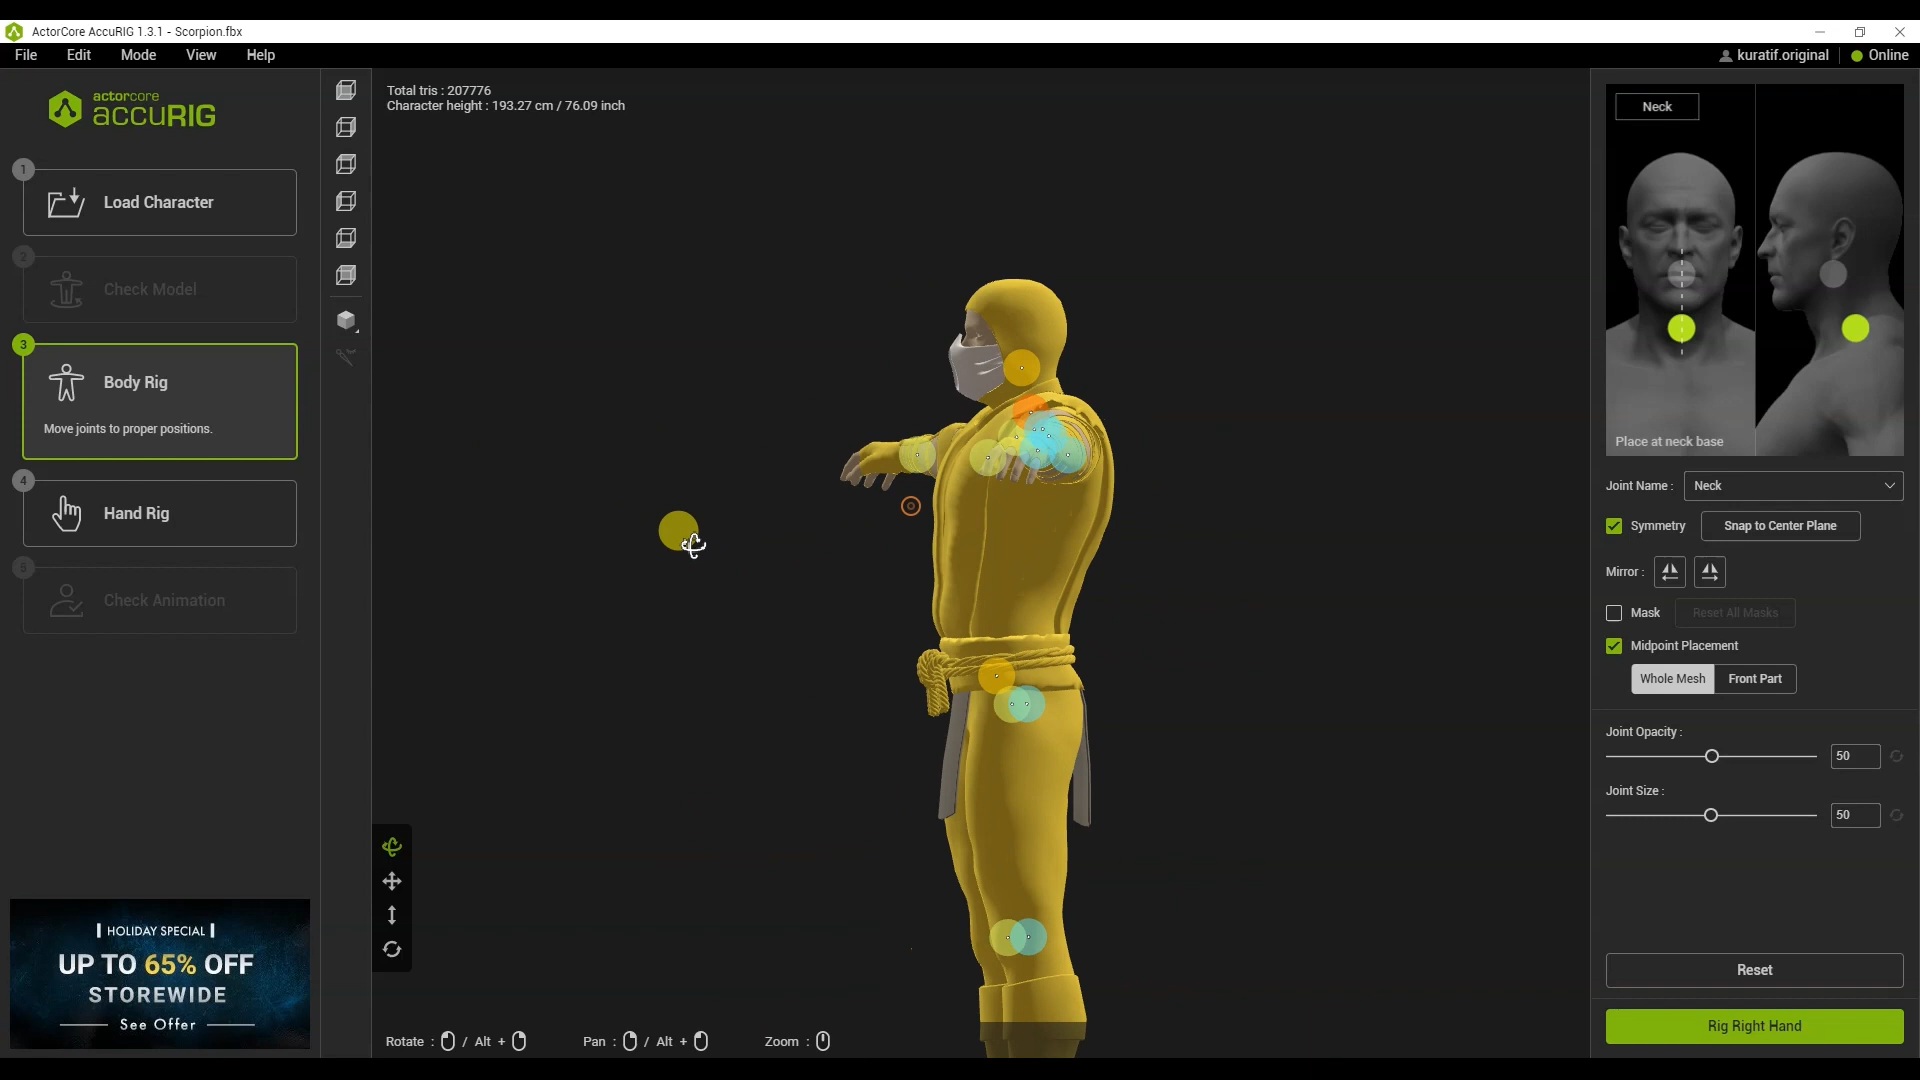 ActorCore AccuRIG 1.3.1 - Scorpion.fbx
File Edit Mode View Help
kuratif.original Online
actorcore
accuRIG
1
Load Character
2
Check Model
3
Body Rig
Move joints to proper positions.
4
Hand Rig
5
Check Animation
HOLIDAY SPECIAL
UP TO 65% OFF
STOREWIDE
See Offer
Total tris : 207776
Character height : 193.27 cm / 76.09 inch
Rotate : / Alt + Pan : / Alt + Zoom :
Neck
Place at neck base
Joint Name : Neck
Symmetry Snap to Center Plane
Mirror :
Mask Reset All Masks
Midpoint Placement
Whole Mesh Front Part
Joint Opacity :
50
Joint Size :
50
Reset
Rig Right Hand